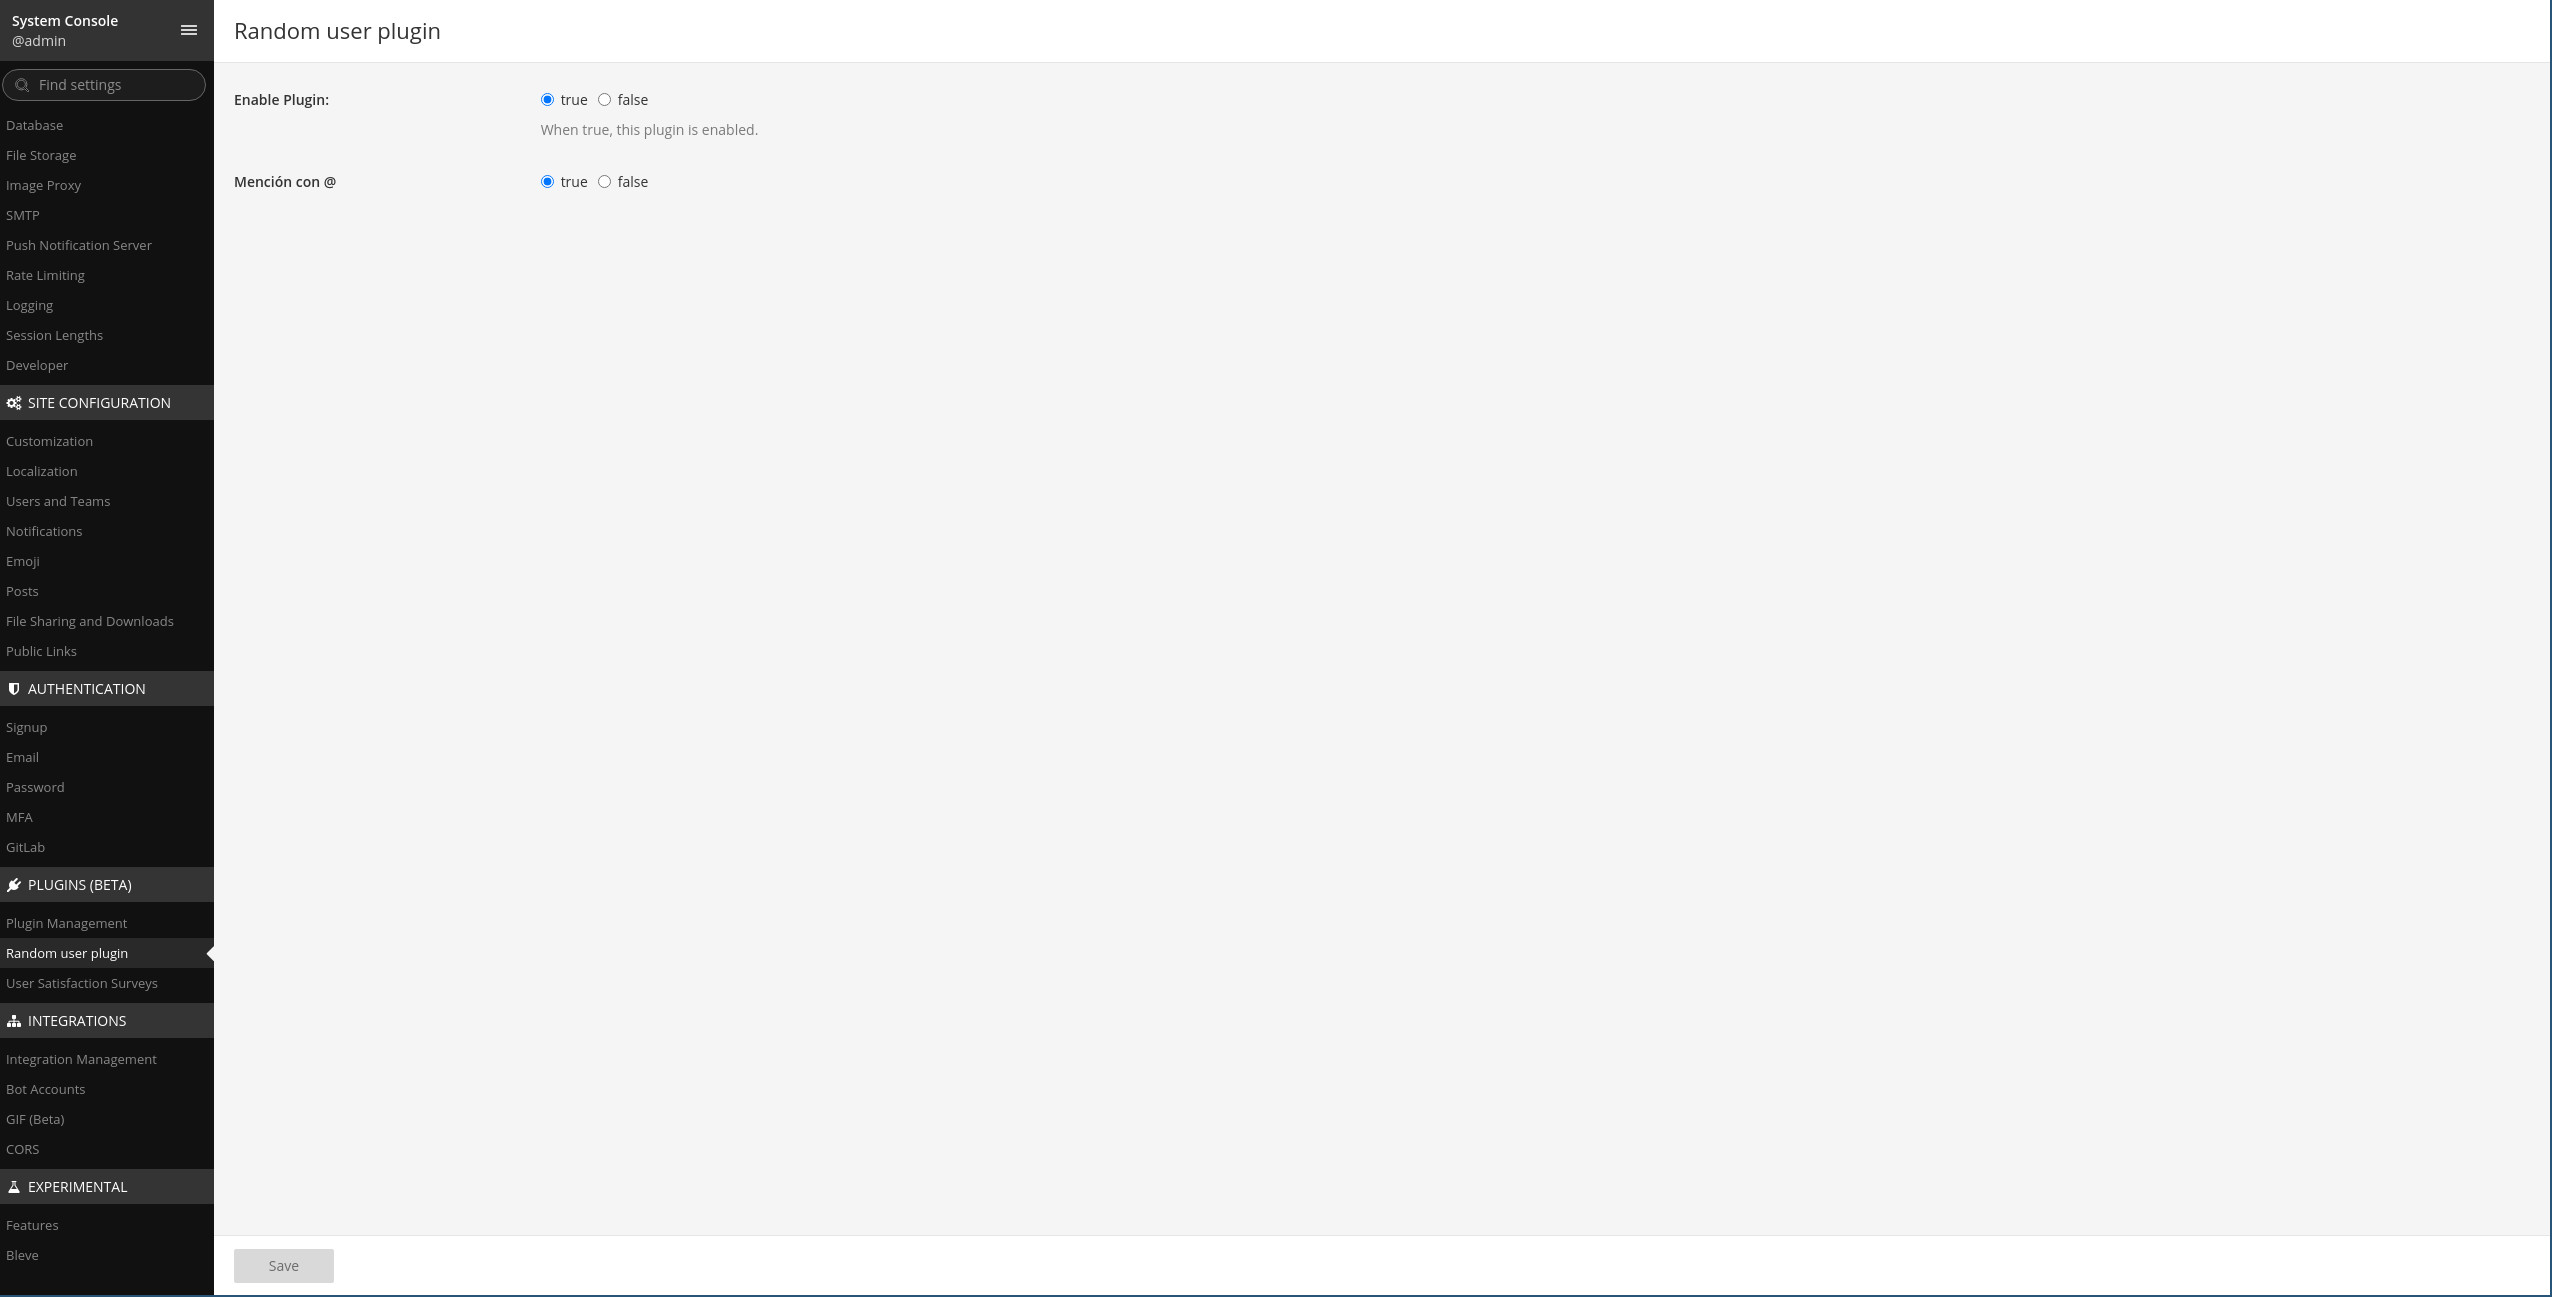 System Console
@admin
Find settings
Database
File Storage
Image Proxy
SMTP
Push Notification Server
Rate Limiting
Logging
Session Lengths
Developer
SITE CONFIGURATION
Customization
Localization
Users and Teams
Notifications
Emoji
Posts
File Sharing and Downloads
Public Links
AUTHENTICATION
Signup
Email
Password
MFA
GitLab
PLUGINS (BETA)
Plugin Management
Random user plugin
User Satisfaction Surveys
INTEGRATIONS
Integration Management
Bot Accounts
GIF (Beta)
CORS
EXPERIMENTAL
Features
Bleve
Random user plugin
Enable Plugin: true false
When true, this plugin is enabled.
Mención con @ true false
Save